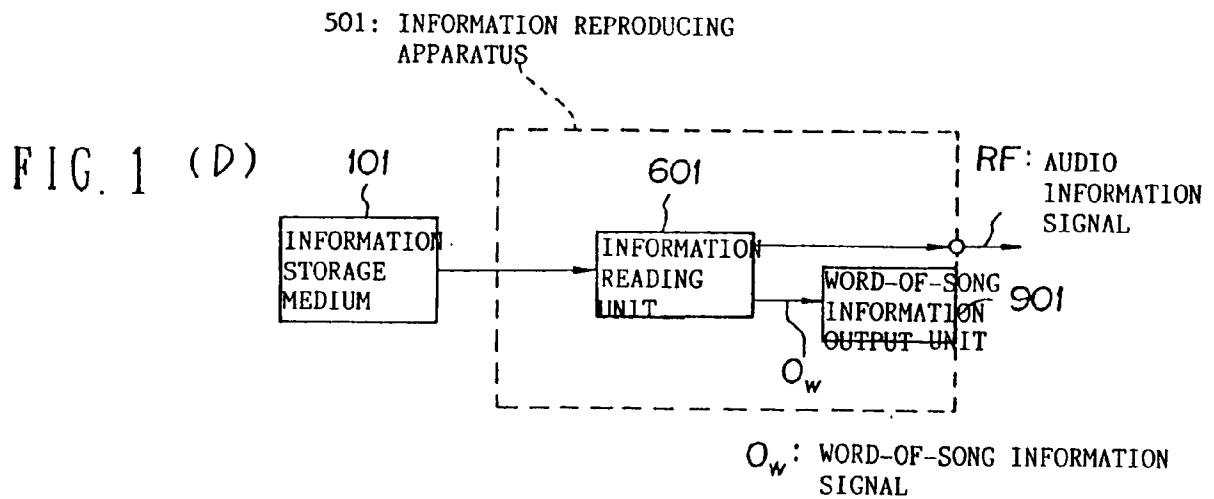 501: INFORMATION REPRODUCING
APPARATUS
FIG. 1 (D)
101
601
RF: AUDIO
INFORMATION
SIGNAL
INFORMATION
STORAGE
MEDIUM
INFORMATION
READING
UNIT
WORD-OF-SONG
INFORMATION
OUTPUT UNIT
901
Ow
Ow: WORD-OF-SONG INFORMATION
SIGNAL